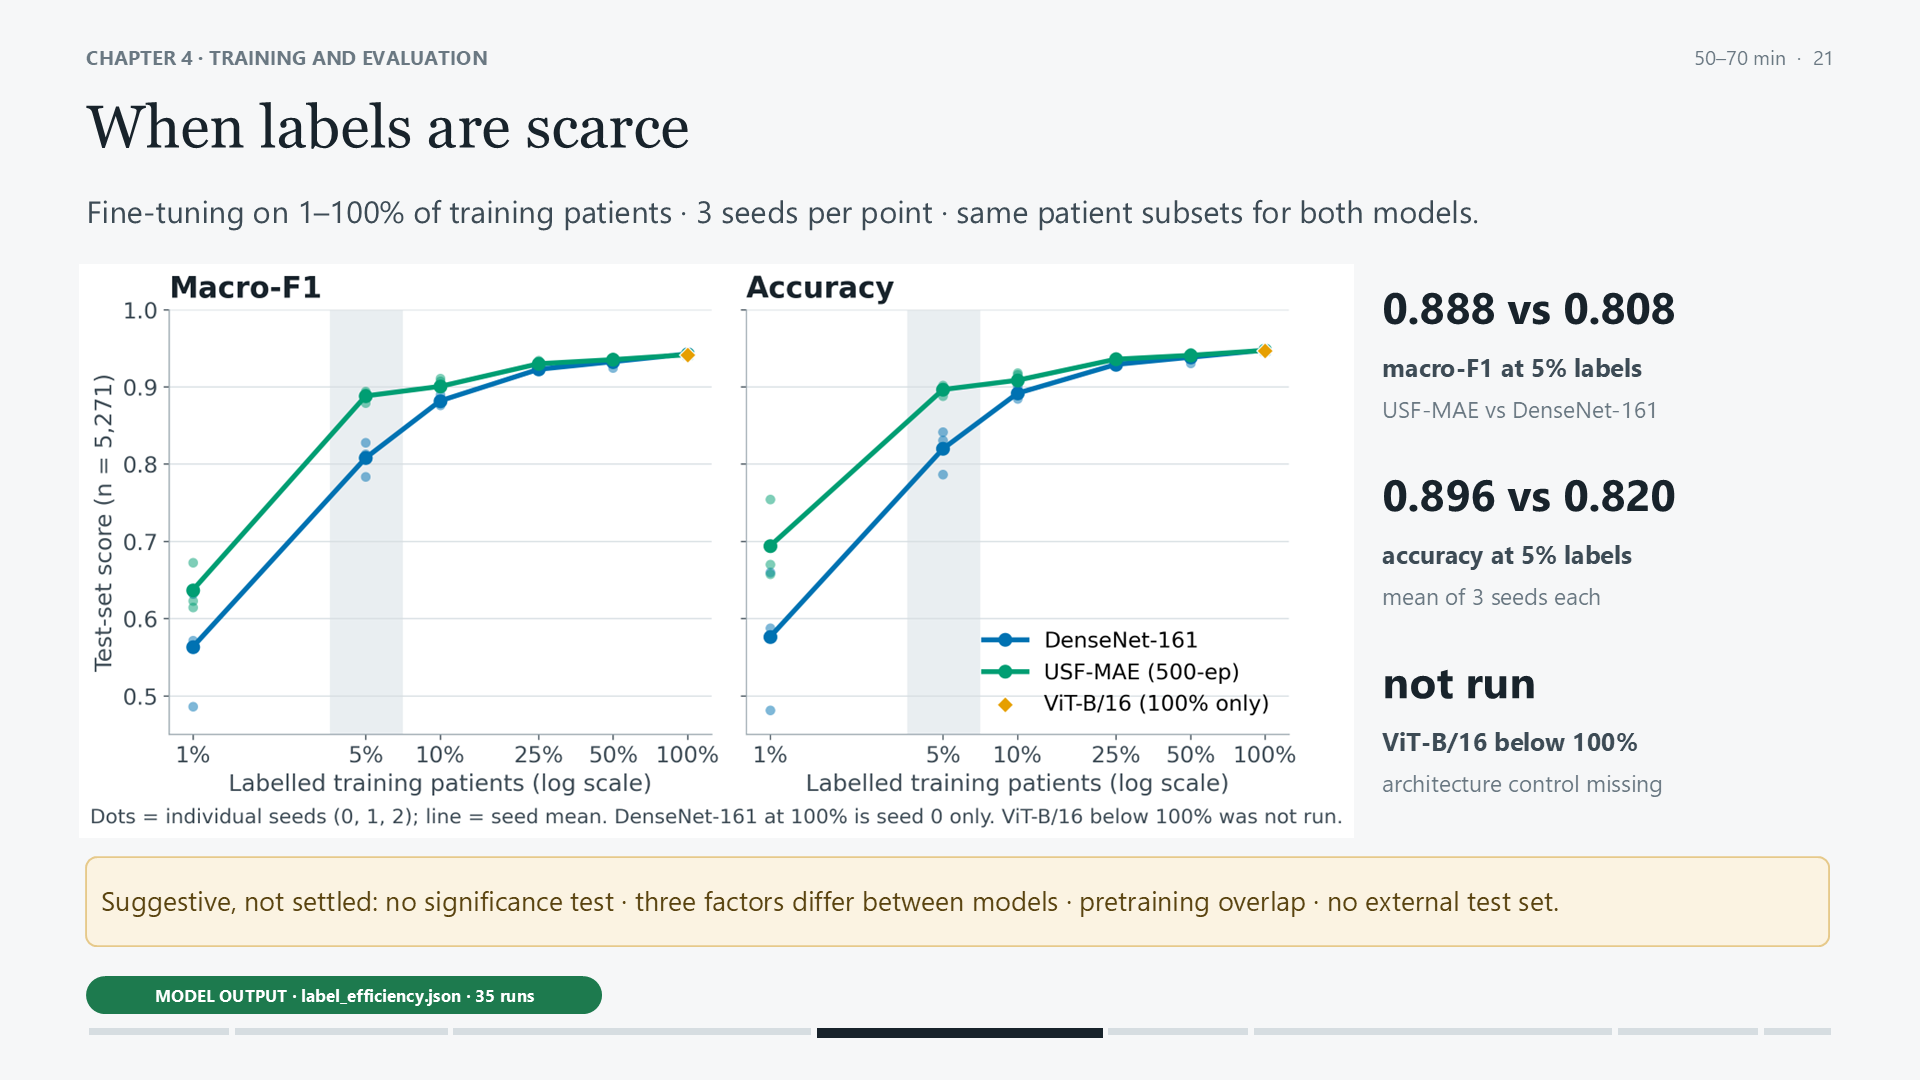 CHAPTER 4 · TRAINING AND EVALUATION
50–70 min · 21
When labels are scarce
Fine-tuning on 1–100% of training patients · 3 seeds per point · same patient subsets for both models.
Macro-F1
Test-set score (n = 5,271)
1.0
0.9
0.8
0.7
0.6
0.5
1% 5% 10% 25% 50% 100%
Labelled training patients (log scale)
Accuracy
DenseNet-161
USF-MAE (500-ep)
ViT-B/16 (100% only)
1% 5% 10% 25% 50% 100%
Labelled training patients (log scale)
Dots = individual seeds (0, 1, 2); line = seed mean. DenseNet-161 at 100% is seed 0 only. ViT-B/16 below 100% was not run.
0.888 vs 0.808
macro-F1 at 5% labels
USF-MAE vs DenseNet-161
0.896 vs 0.820
accuracy at 5% labels
mean of 3 seeds each
not run
ViT-B/16 below 100%
architecture control missing
Suggestive, not settled: no significance test · three factors differ between models · pretraining overlap · no external test set.
MODEL OUTPUT · label_efficiency.json · 35 runs